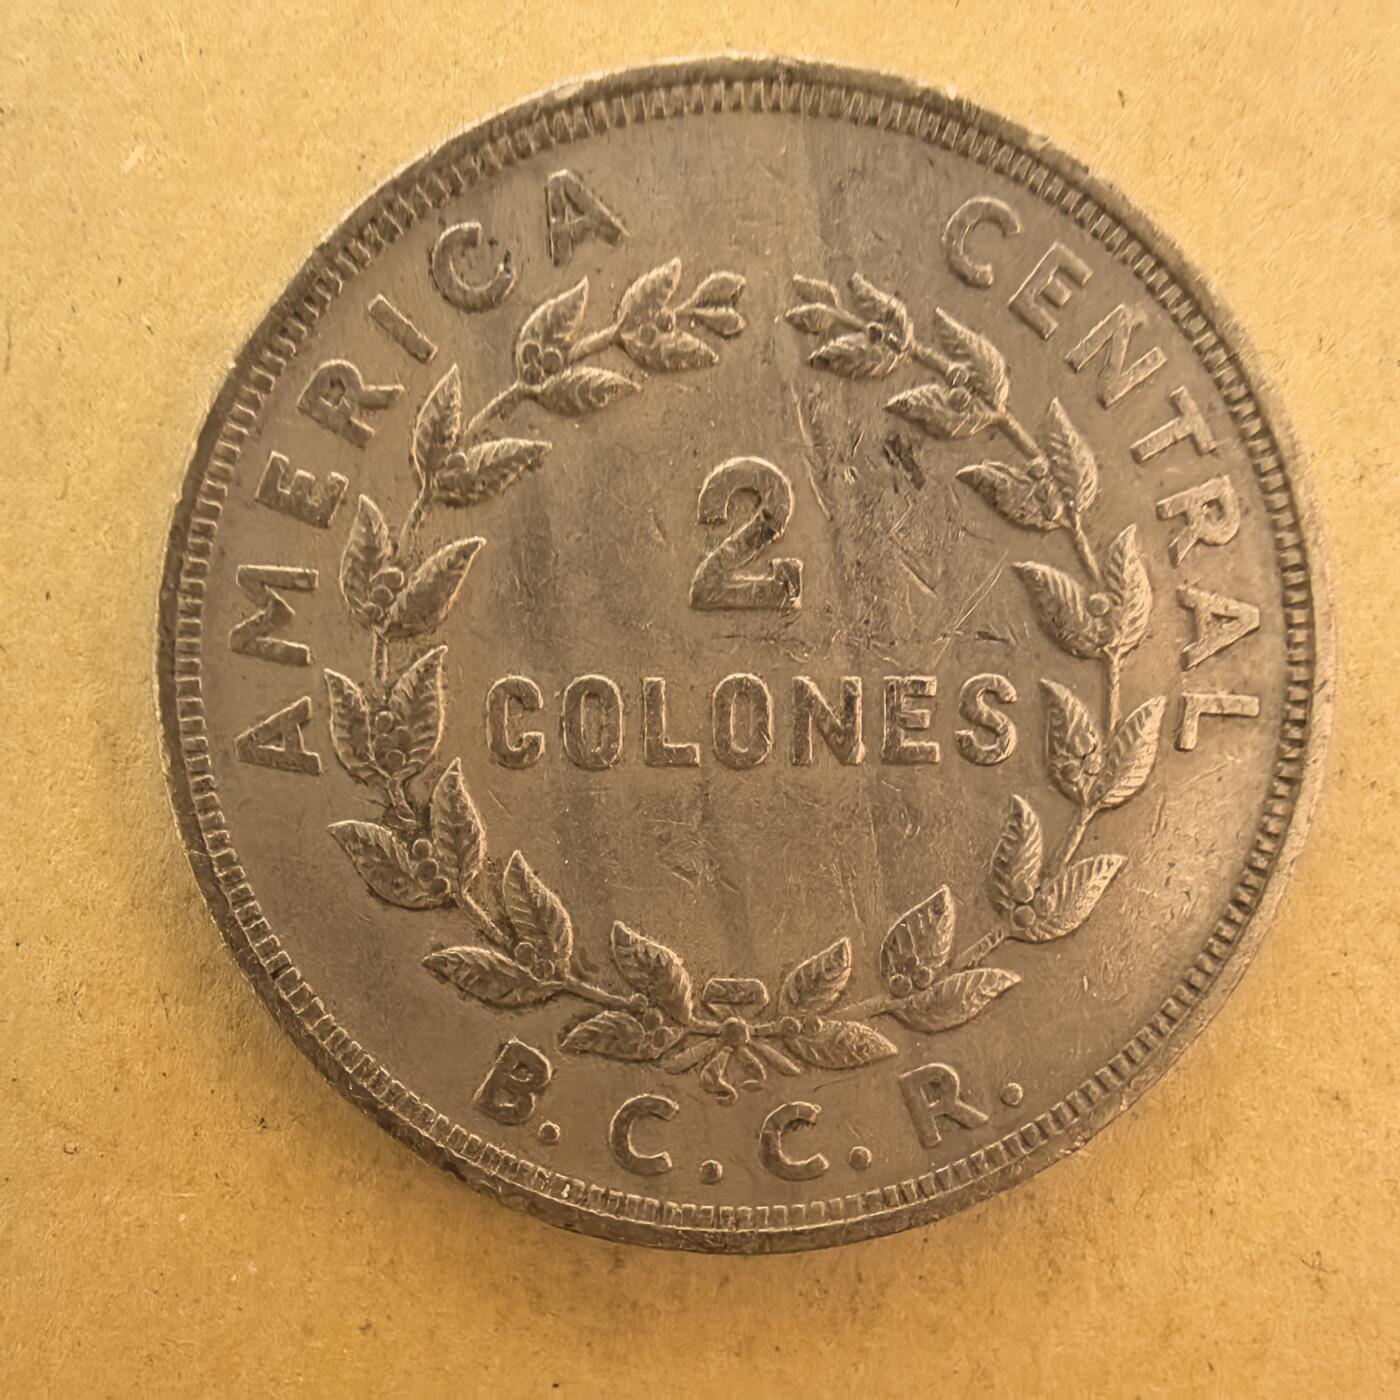 AMERICA CENTRAL
2
COLONES
B.C.C.R.